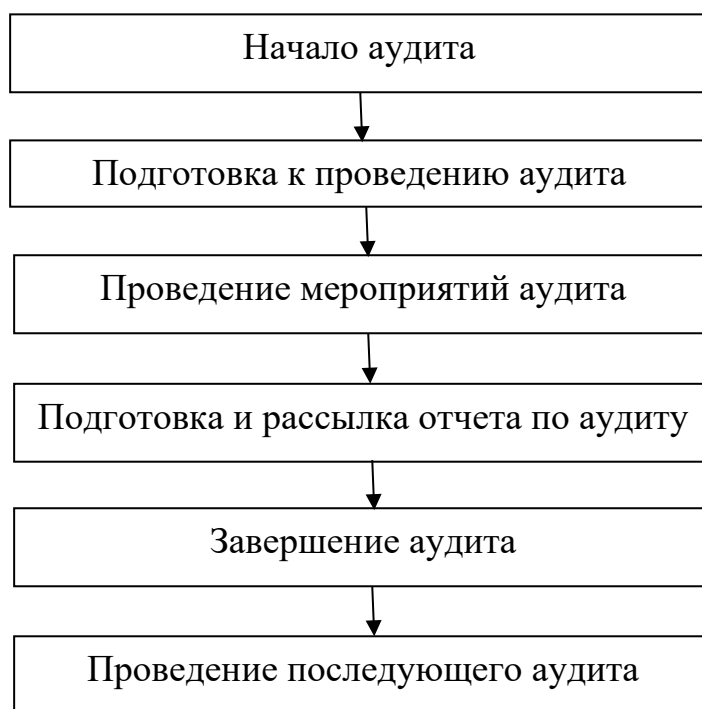 Начало аудита
Подготовка к проведению аудита
Проведение мероприятий аудита
Подготовка и рассылка отчета по аудиту
Завершение аудита
Проведение последующего аудита